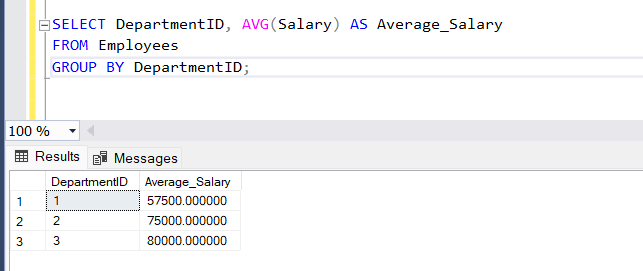 SELECT DepartmentID, AVG(Salary) AS Average_Salary
FROM Employees
GROUP BY DepartmentID;
100 %
Results Messages
DepartmentID Average_Salary
1 1 57500.000000
2 2 75000.000000
3 3 80000.000000